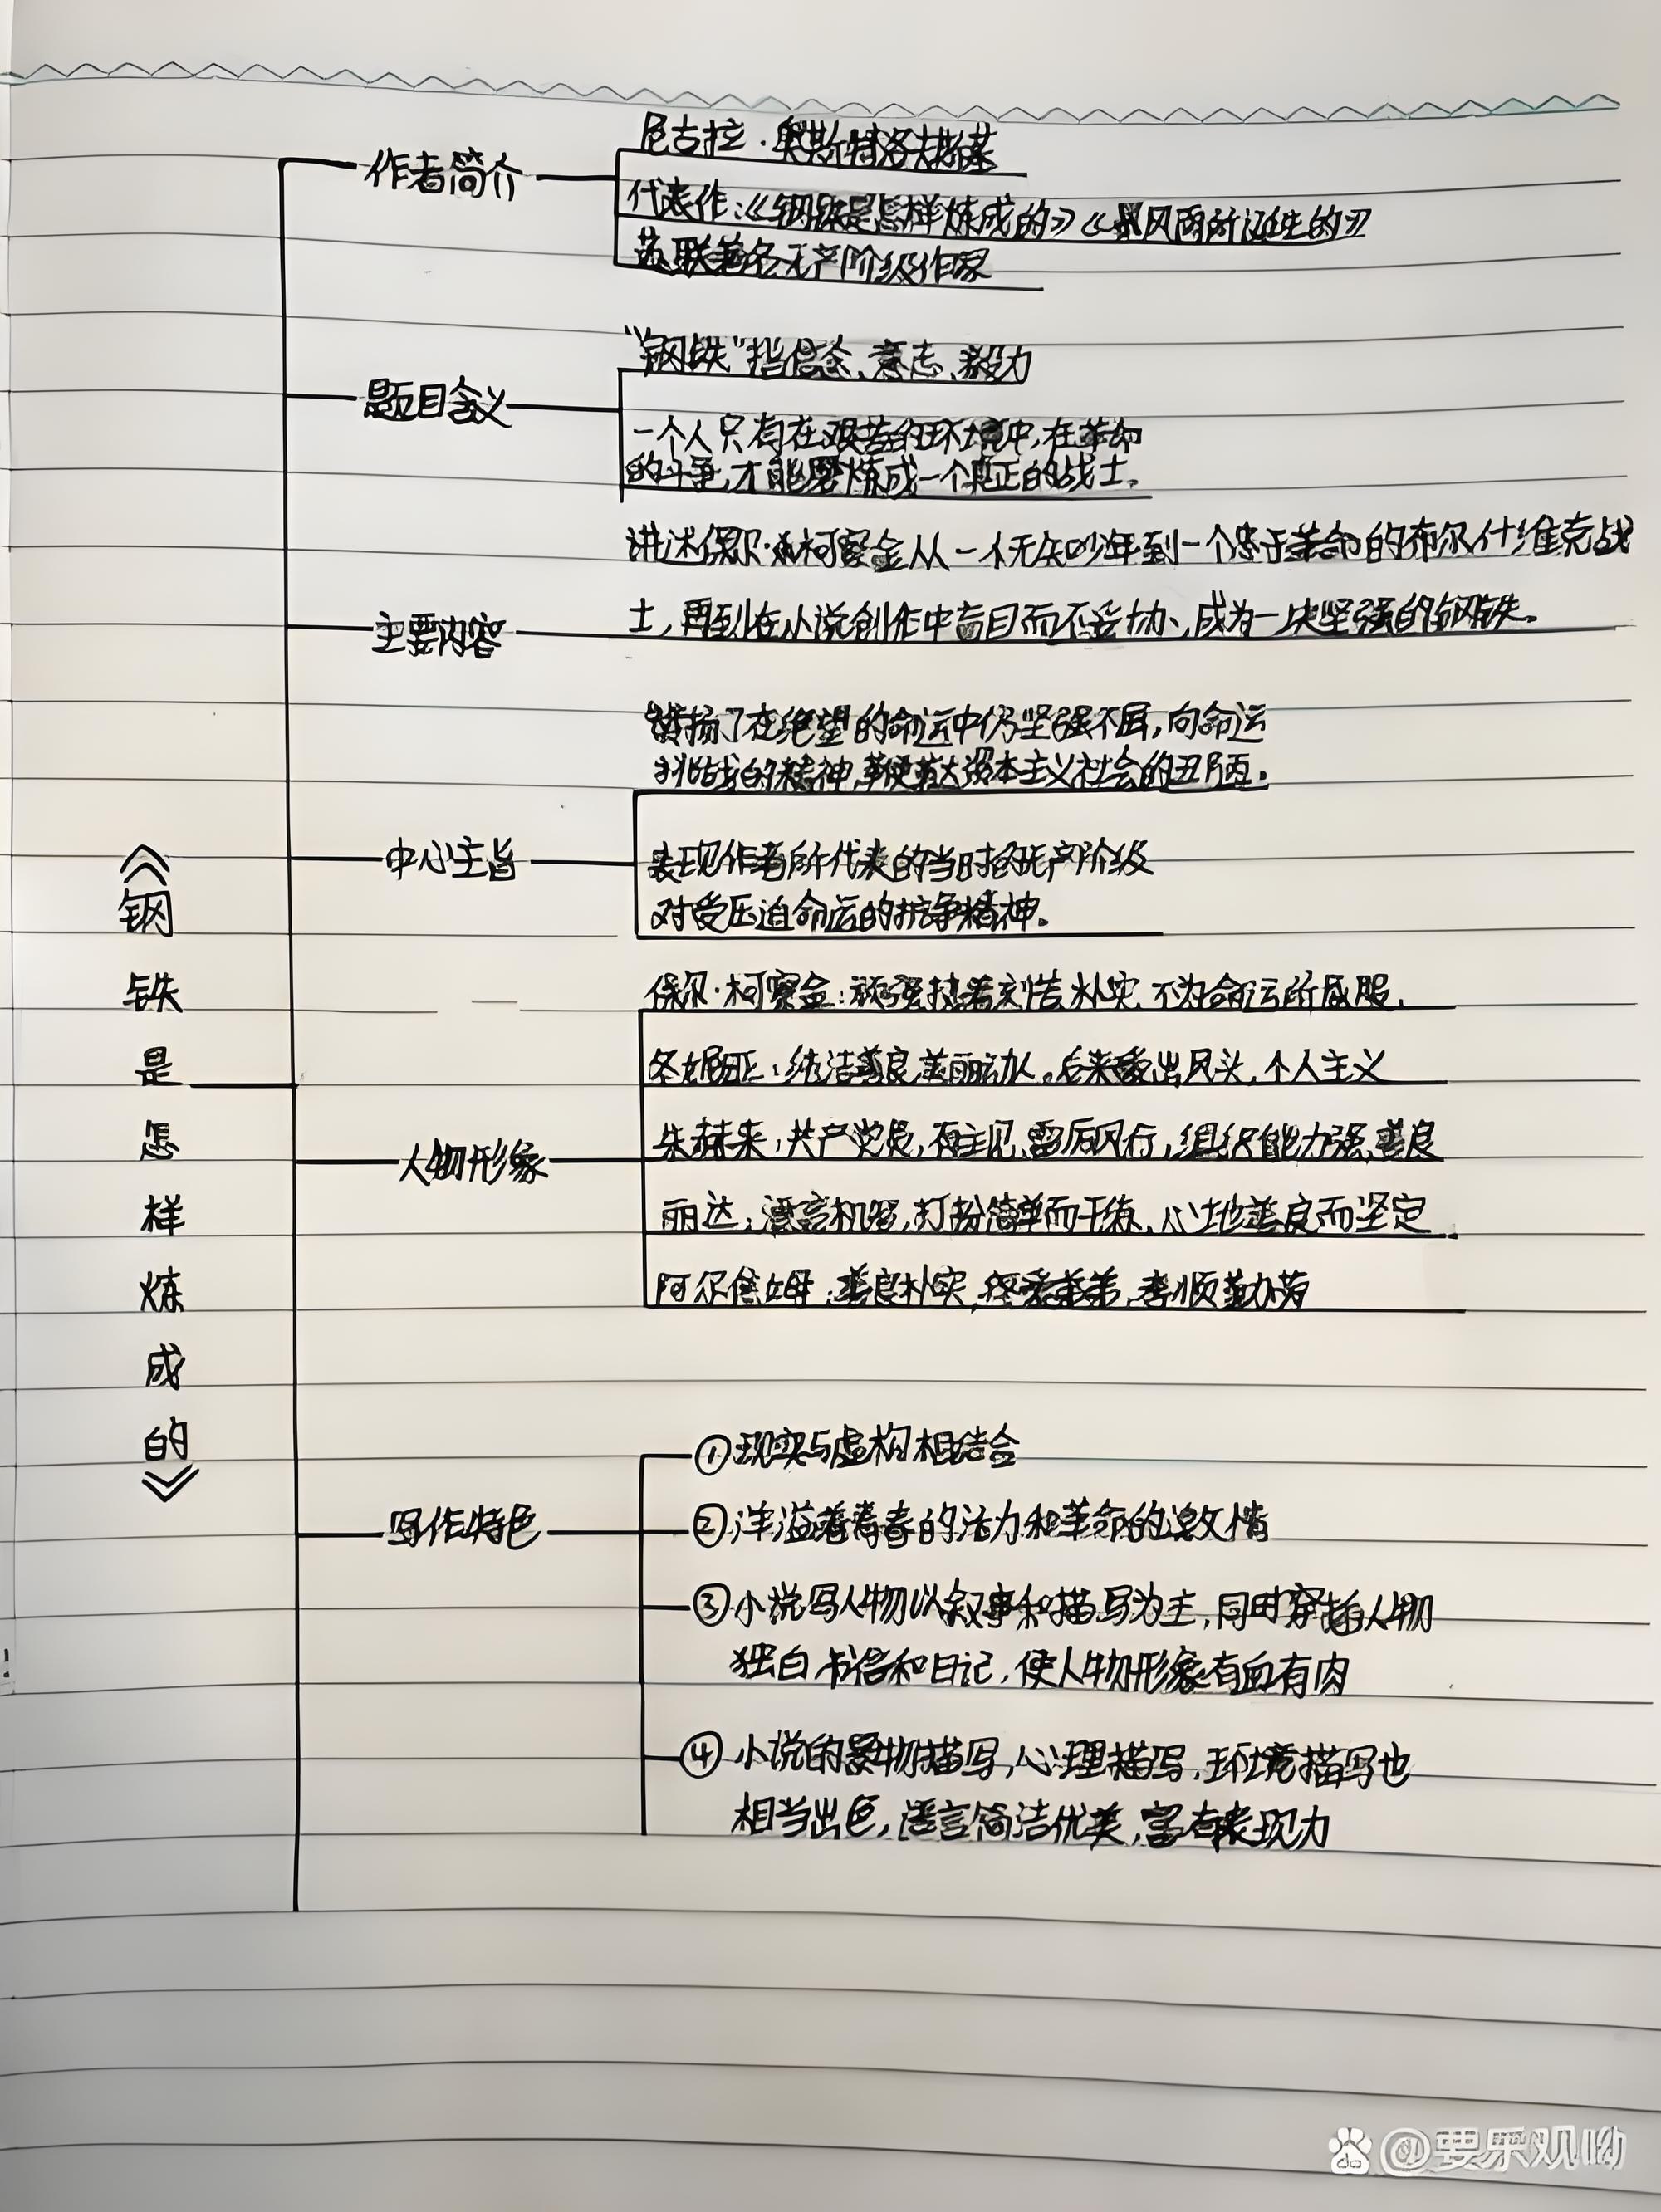 作者简介
尼古拉·奥斯特洛夫斯基
代表作:《钢铁是怎样炼成的》《暴风雨所诞生的》
苏联著名无产阶级作家
题目含义
"钢铁"指信念、意志、毅力
一个人只有在艰苦的环境中,在革命
的斗争,才能磨炼成一个真正的战士。
主要内容
讲述保尔·柯察金从一个无知少年到一个忠于革命的布尔什维克战
士,再到在小说创作中盲目而不妥协、成为一块坚强的钢铁。
中心主旨
赞扬了在绝望的命运中仍坚强不屈,向命运
挑战的精神,鞭挞资本主义社会的丑陋。
表现作者所代表的当时无产阶级
对受压迫命运的抗争精神。
《钢铁是怎样炼成的》
人物形象
保尔·柯察金:顽强执着刻苦朴实 不为命运所屈服.
冬妮亚:纯洁善良,美丽动人。后来爱出风头,个人主义
朱赫来:共产党员,有主见,雷厉风行,组织能力强,善良
丽达:漂亮机智,打扮简单而干练,心地善良而坚定
阿尔焦姆:善良朴实,疼爱弟弟,孝顺勤劳
写作特色
①现实与虚构相结合
②洋溢着青春的活力和革命的激情
③小说写人物以叙事和描写为主,同时穿插人物
独白,书信和日记,使人物形象有血有肉
④小说的景物描写,心理描写,环境描写也
相当出色,语言简洁优美,富有表现力